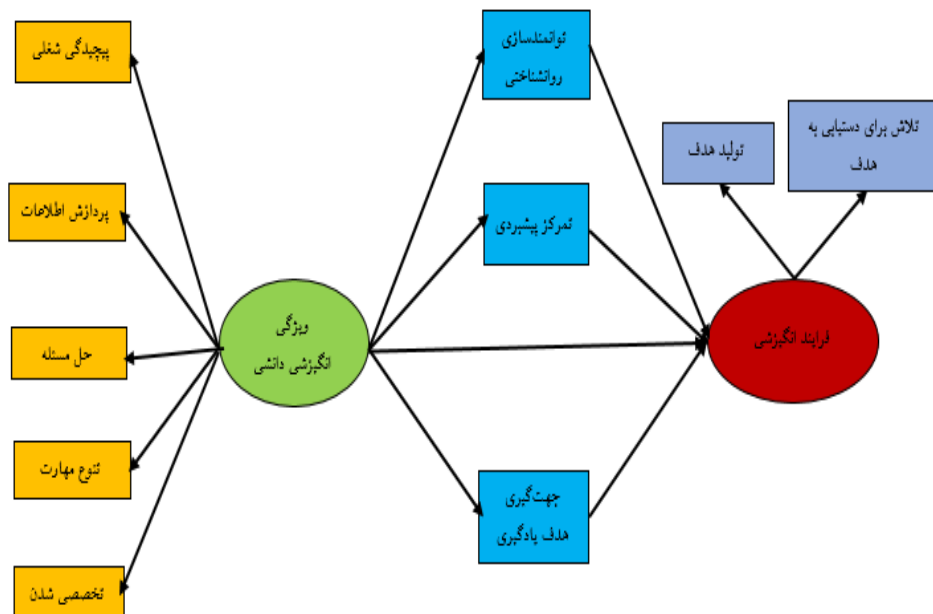 پیچیدگی شغلی
توانمندسازی
روانشناختی
تلاش برای دستیابی به
هدف
تولید هدف
پردازش اطلاعات
تمرکز پیشبردی
ویژگی
انگیزشی دانشی
فرایند انگیزشی
حل مسئله
تنوع مهارت
جهت‌گیری
هدف یادگیری
تخصصی شدن